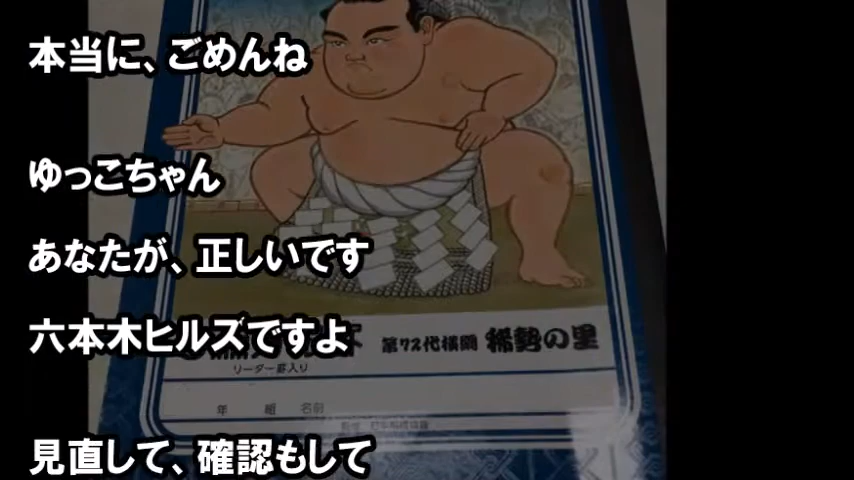 本当に、ごめんね
ゆっこちゃん
あなたが、正しいです
六本木ヒルズですよ
第72代横綱 稀勢の里
リーダー罫入り
年 組 名前
見直して、確認もして